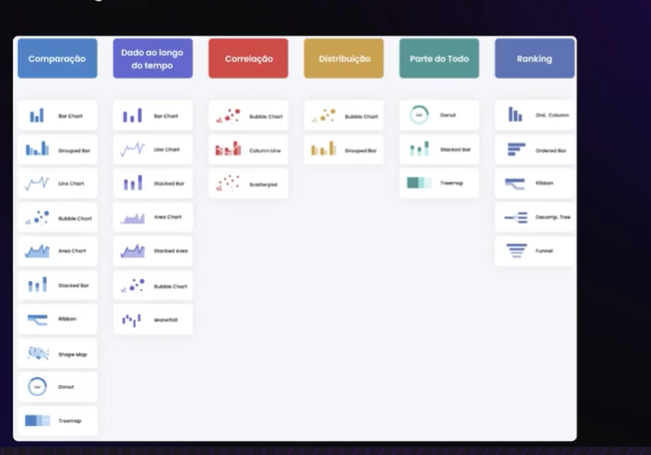 Comparação
Bar Chart
Grouped Bar
Line Chart
Bubble Chart
Area Chart
Stacked Bar
Ribbon
Shape Map
Donut
Treemap
Dado ao longo
do tempo
Bar Chart
Line Chart
Stacked Bar
Area Chart
Stacked Area
Bubble Chart
Waterfall
Correlação
Bubble Chart
Column Line
Scatterplot
Distribuição
Bubble Chart
Grouped Bar
Parte do Todo
Donut
Stacked Bar
Treemap
Ranking
Ord. Column
Ordered Bar
Ribbon
Decomp. Tree
Funnel